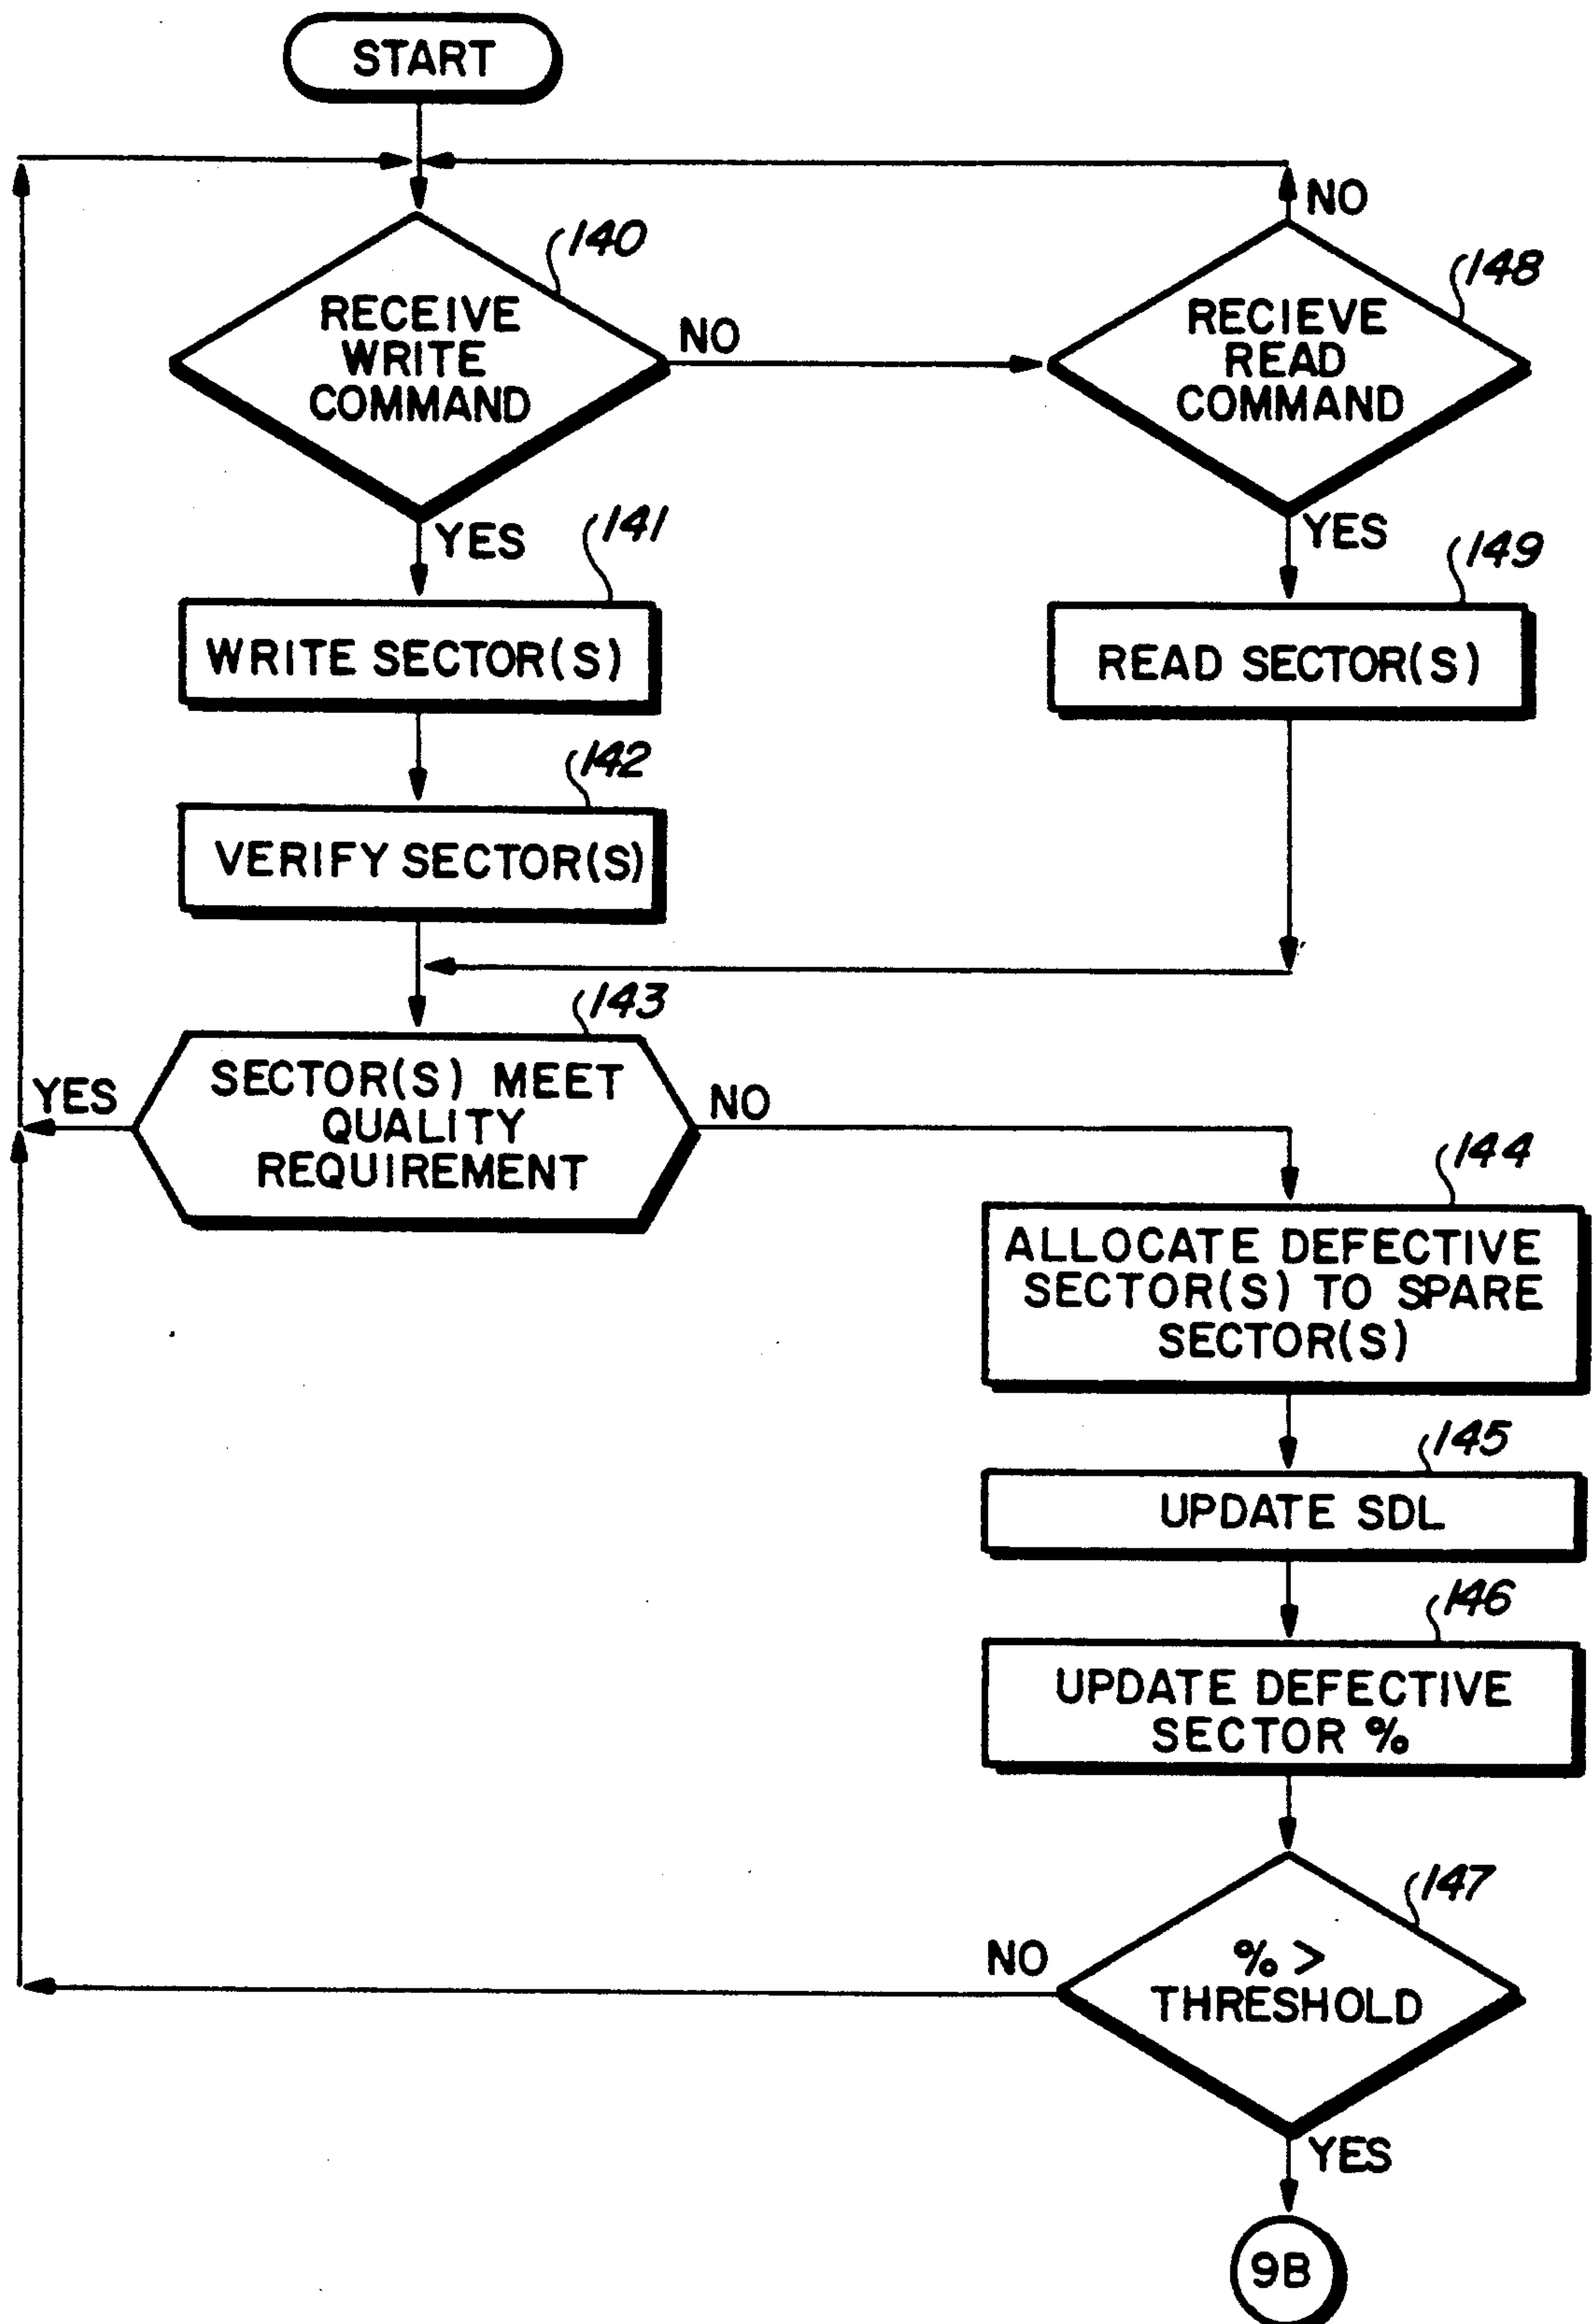 START
NO
140
148
RECEIVE
WRITE
COMMAND
NO
RECIEVE
READ
COMMAND
YES
141
YES
149
WRITE SECTOR(S)
READ SECTOR(S)
142
VERIFY SECTOR(S)
143
YES
SECTOR(S) MEET
QUALITY
REQUIREMENT
NO
144
ALLOCATE DEFECTIVE
SECTOR(S) TO SPARE
SECTOR(S)
145
UPDATE SDL
146
UPDATE DEFECTIVE
SECTOR %
147
NO
% >
THRESHOLD
YES
9B